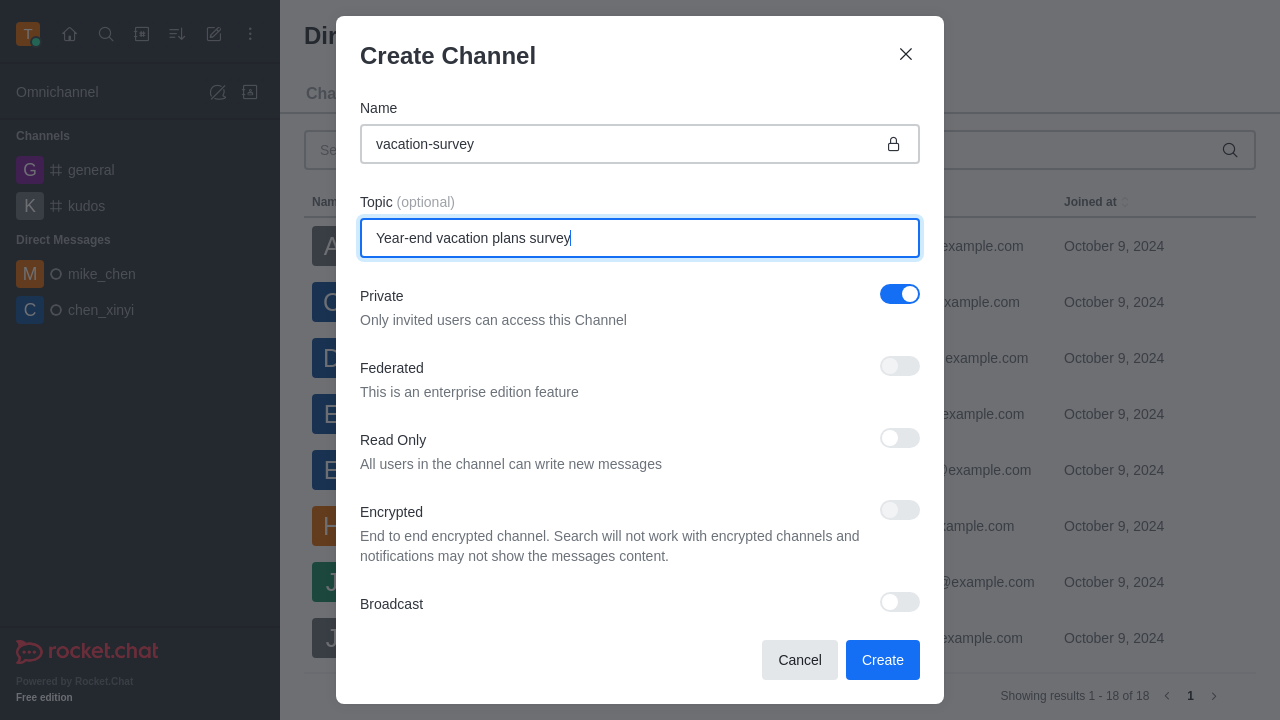 T
Omnichannel
Channels
G general
K kudos
Direct Messages
M mike_chen
C chen_xinyi
rocket.chat
Powered by Rocket.Chat
Free edition
Create Channel
Name
vacation-survey
Topic (optional)
Year-end vacation plans survey
Private
Only invited users can access this Channel
Federated
This is an enterprise edition feature
Read Only
All users in the channel can write new messages
Encrypted
End to end encrypted channel. Search will not work with encrypted channels and
notifications may not show the messages content.
Broadcast
Cancel Create
Joined at
example.com October 9, 2024
example.com October 9, 2024
example.com October 9, 2024
example.com October 9, 2024
@example.com October 9, 2024
example.com October 9, 2024
@example.com October 9, 2024
example.com October 9, 2024
Showing results 1 - 18 of 18 1